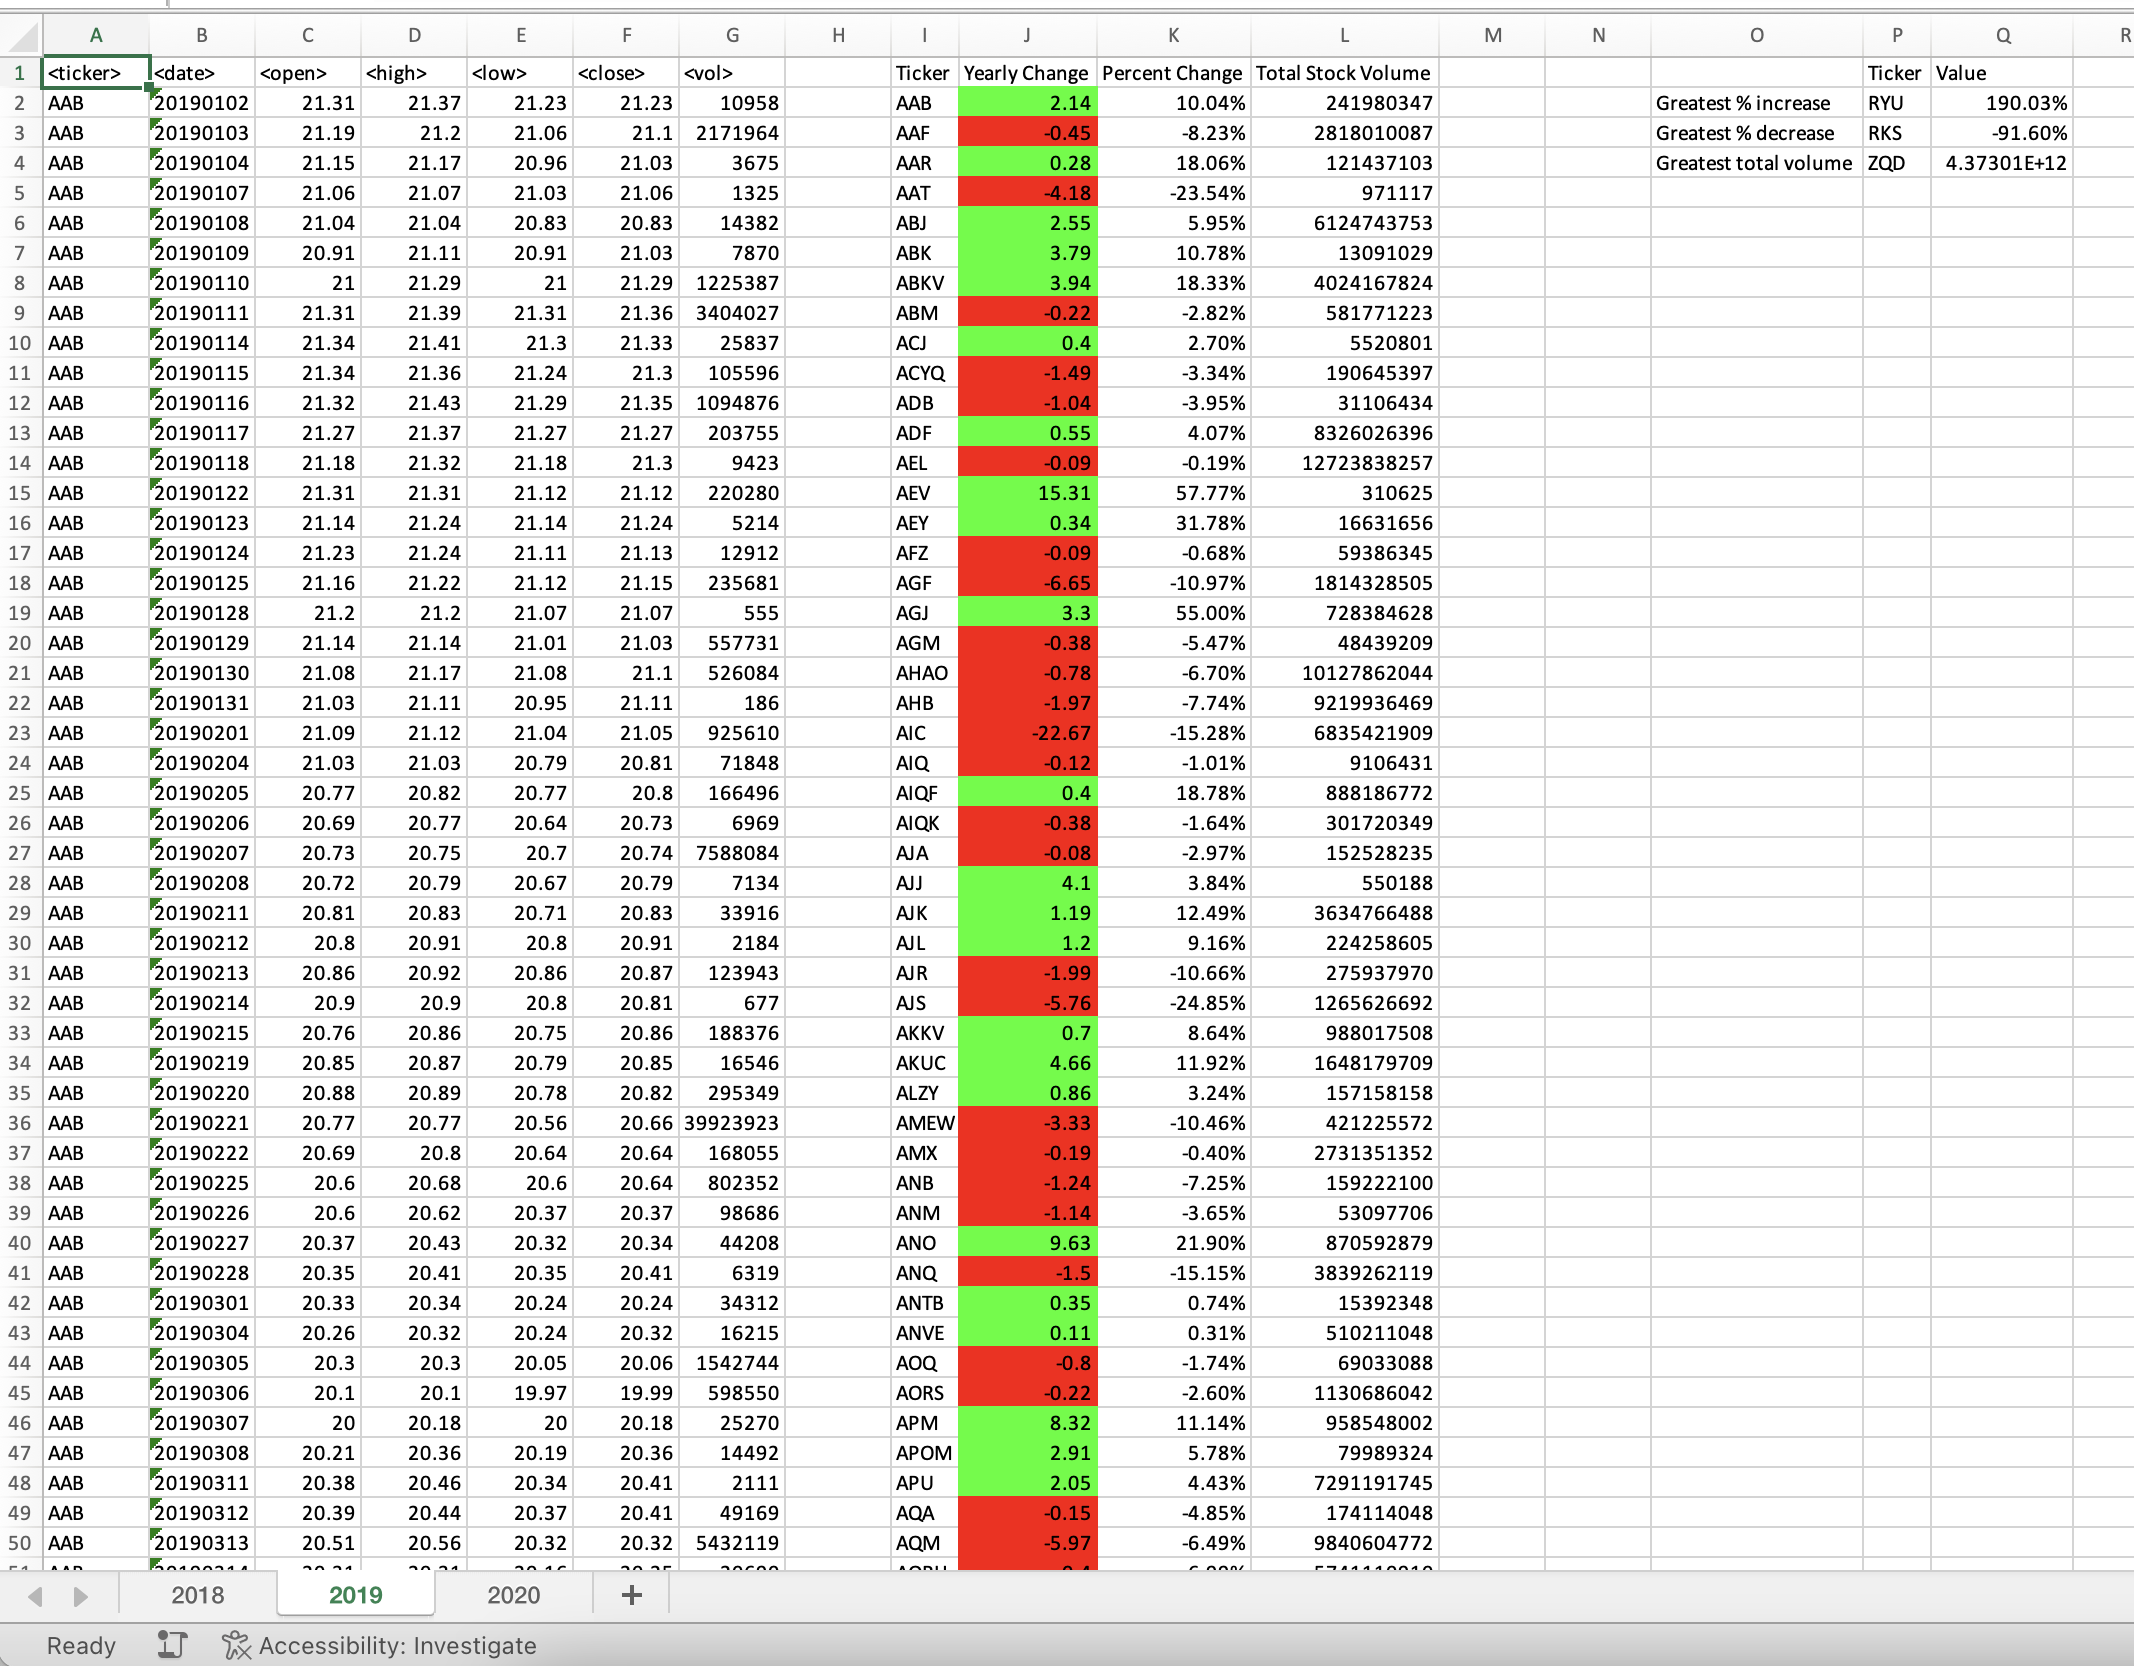 A B C D E F G H I J K L M N O P Q R
1 <ticker> <date> <open> <high> <low> <close> <vol> Ticker Yearly Change Percent Change Total Stock Volume Ticker Value
2 AAB 20190102 21.31 21.37 21.23 21.23 10958 AAB 2.14 10.04% 241980347 Greatest % increase RYU 190.03%
3 AAB 20190103 21.19 21.2 21.06 21.1 2171964 AAF -0.45 -8.23% 2818010087 Greatest % decrease RKS -91.60%
4 AAB 20190104 21.15 21.17 20.96 21.03 3675 AAR 0.28 18.06% 121437103 Greatest total volume ZQD 4.37301E+12
5 AAB 20190107 21.06 21.07 21.03 21.06 1325 AAT -4.18 -23.54% 971117
6 AAB 20190108 21.04 21.04 20.83 20.83 14382 ABJ 2.55 5.95% 6124743753
7 AAB 20190109 20.91 21.11 20.91 21.03 7870 ABK 3.79 10.78% 13091029
8 AAB 20190110 21 21.29 21 21.29 1225387 ABKV 3.94 18.33% 4024167824
9 AAB 20190111 21.31 21.39 21.31 21.36 3404027 ABM -0.22 -2.82% 581771223
10 AAB 20190114 21.34 21.41 21.3 21.33 25837 ACJ 0.4 2.70% 5520801
11 AAB 20190115 21.34 21.36 21.24 21.3 105596 ACYQ -1.49 -3.34% 190645397
12 AAB 20190116 21.32 21.43 21.29 21.35 1094876 ADB -1.04 -3.95% 31106434
13 AAB 20190117 21.27 21.37 21.27 21.27 203755 ADF 0.55 4.07% 8326026396
14 AAB 20190118 21.18 21.32 21.18 21.3 9423 AEL -0.09 -0.19% 12723838257
15 AAB 20190122 21.31 21.31 21.12 21.12 220280 AEV 15.31 57.77% 310625
16 AAB 20190123 21.14 21.24 21.14 21.24 5214 AEY 0.34 31.78% 16631656
17 AAB 20190124 21.23 21.24 21.11 21.13 12912 AFZ -0.09 -0.68% 59386345
18 AAB 20190125 21.16 21.22 21.12 21.15 235681 AGF -6.65 -10.97% 1814328505
19 AAB 20190128 21.2 21.2 21.07 21.07 555 AGJ 3.3 55.00% 728384628
20 AAB 20190129 21.14 21.14 21.01 21.03 557731 AGM -0.38 -5.47% 48439209
21 AAB 20190130 21.08 21.17 21.08 21.1 526084 AHAO -0.78 -6.70% 10127862044
22 AAB 20190131 21.03 21.11 20.95 21.11 186 AHB -1.97 -7.74% 9219936469
23 AAB 20190201 21.09 21.12 21.04 21.05 925610 AIC -22.67 -15.28% 6835421909
24 AAB 20190204 21.03 21.03 20.79 20.81 71848 AIQ -0.12 -1.01% 9106431
25 AAB 20190205 20.77 20.82 20.77 20.8 166496 AIQF 0.4 18.78% 888186772
26 AAB 20190206 20.69 20.77 20.64 20.73 6969 AIQK -0.38 -1.64% 301720349
27 AAB 20190207 20.73 20.75 20.7 20.74 7588084 AJA -0.08 -2.97% 152528235
28 AAB 20190208 20.72 20.79 20.67 20.79 7134 AJJ 4.1 3.84% 550188
29 AAB 20190211 20.81 20.83 20.71 20.83 33916 AJK 1.19 12.49% 3634766488
30 AAB 20190212 20.8 20.91 20.8 20.91 2184 AJL 1.2 9.16% 224258605
31 AAB 20190213 20.86 20.92 20.86 20.87 123943 AJR -1.99 -10.66% 275937970
32 AAB 20190214 20.9 20.9 20.8 20.81 677 AJS -5.76 -24.85% 1265626692
33 AAB 20190215 20.76 20.86 20.75 20.86 188376 AKKV 0.7 8.64% 988017508
34 AAB 20190219 20.85 20.87 20.79 20.85 16546 AKUC 4.66 11.92% 1648179709
35 AAB 20190220 20.88 20.89 20.78 20.82 295349 ALZY 0.86 3.24% 157158158
36 AAB 20190221 20.77 20.77 20.56 20.66 39923923 AMEW -3.33 -10.46% 421225572
37 AAB 20190222 20.69 20.8 20.64 20.64 168055 AMX -0.19 -0.40% 2731351352
38 AAB 20190225 20.6 20.68 20.6 20.64 802352 ANB -1.24 -7.25% 159222100
39 AAB 20190226 20.6 20.62 20.37 20.37 98686 ANM -1.14 -3.65% 53097706
40 AAB 20190227 20.37 20.43 20.32 20.34 44208 ANO 9.63 21.90% 870592879
41 AAB 20190228 20.35 20.41 20.35 20.41 6319 ANQ -1.5 -15.15% 3839262119
42 AAB 20190301 20.33 20.34 20.24 20.24 34312 ANTB 0.35 0.74% 15392348
43 AAB 20190304 20.26 20.32 20.24 20.32 16215 ANVE 0.11 0.31% 510211048
44 AAB 20190305 20.3 20.3 20.05 20.06 1542744 AOQ -0.8 -1.74% 69033088
45 AAB 20190306 20.1 20.1 19.97 19.99 598550 AORS -0.22 -2.60% 1130686042
46 AAB 20190307 20 20.18 20 20.18 25270 APM 8.32 11.14% 958548002
47 AAB 20190308 20.21 20.36 20.19 20.36 14492 APOM 2.91 5.78% 79989324
48 AAB 20190311 20.38 20.46 20.34 20.41 2111 APU 2.05 4.43% 7291191745
49 AAB 20190312 20.39 20.44 20.37 20.41 49169 AQA -0.15 -4.85% 174114048
50 AAB 20190313 20.51 20.56 20.32 20.32 5432119 AQM -5.97 -6.49% 9840604772
2018 2019 2020 +
Ready Accessibility: Investigate